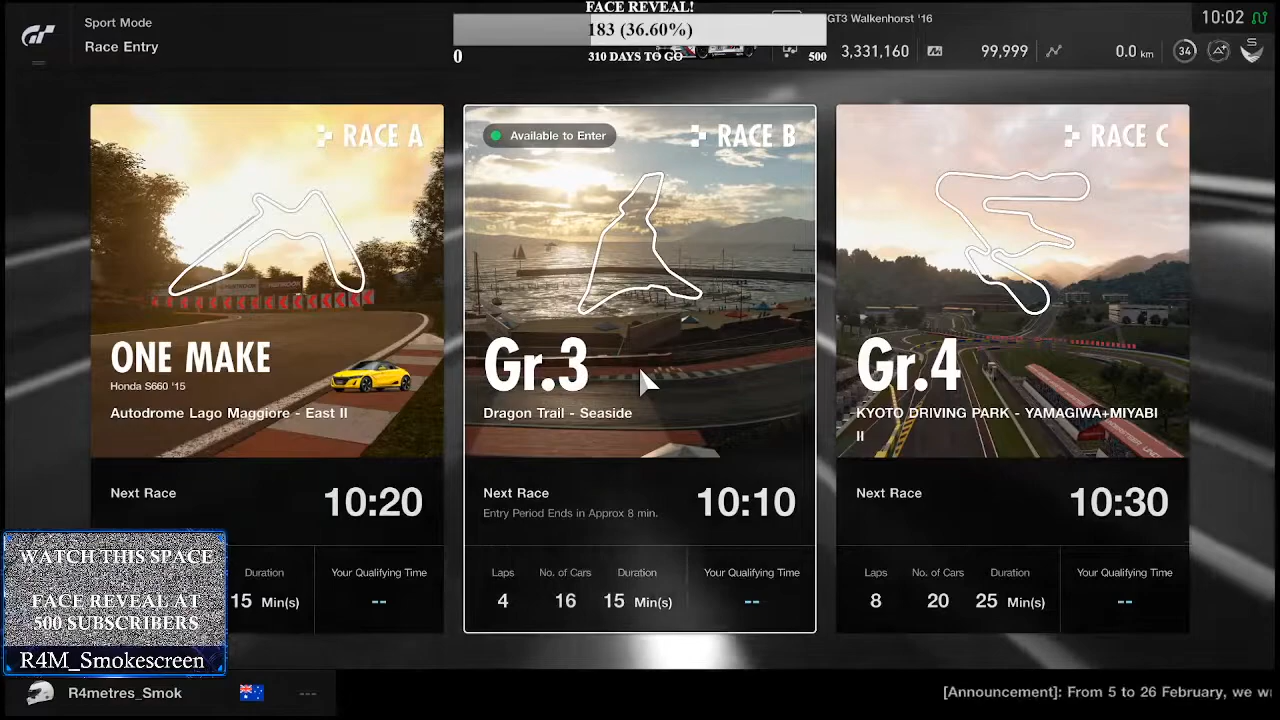 Sport Mode
Race Entry
FACE REVEAL!
183 (36.60%)
0
310 DAYS TO GO
500
GT3 Walkenhorst '16
10:02
3,331,160
99,999
0.0 km
34
S
RACE A
ONE MAKE
Honda S660 '15
Autodrome Lago Maggiore - East II
Next Race
10:20
Duration
15 Min(s)
Your Qualifying Time
--
Available to Enter
RACE B
Gr.3
Dragon Trail - Seaside
Next Race
Entry Period Ends in Approx 8 min.
10:10
Laps
4
No. of Cars
16
Duration
15 Min(s)
Your Qualifying Time
--
RACE C
Gr.4
KYOTO DRIVING PARK - YAMAGIWA+MIYABI
II
Next Race
10:30
Laps
8
No. of Cars
20
Duration
25 Min(s)
Your Qualifying Time
--
WATCH THIS SPACE
-
FACE REVEAL AT
500 SUBSCRIBERS
R4M_Smokescreen
R4metres_Smok
---
[Announcement]: From 5 to 26 February, we w